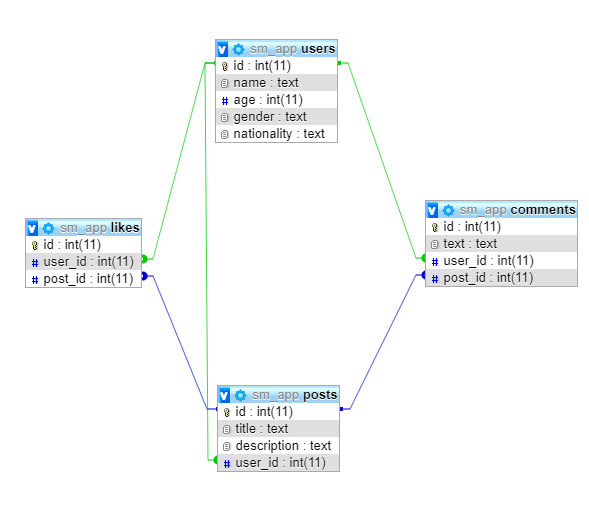 sm_app users
id : int(11)
name : text
age : int(11)
gender : text
nationality : text
sm_app likes
id : int(11)
user_id : int(11)
post_id : int(11)
sm_app comments
id : int(11)
text : text
user_id : int(11)
post_id : int(11)
sm_app posts
id : int(11)
title : text
description : text
user_id : int(11)